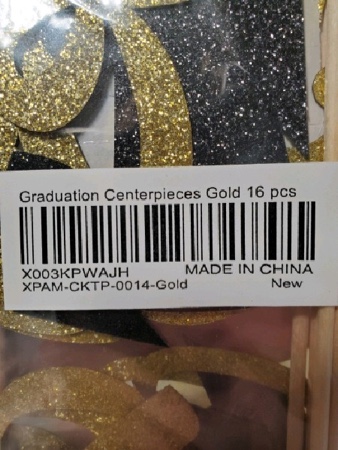 Graduation Centerpieces Gold 16 pcs
X003KPWAJH MADE IN CHINA
XPAM-CKTP-0014-Gold New